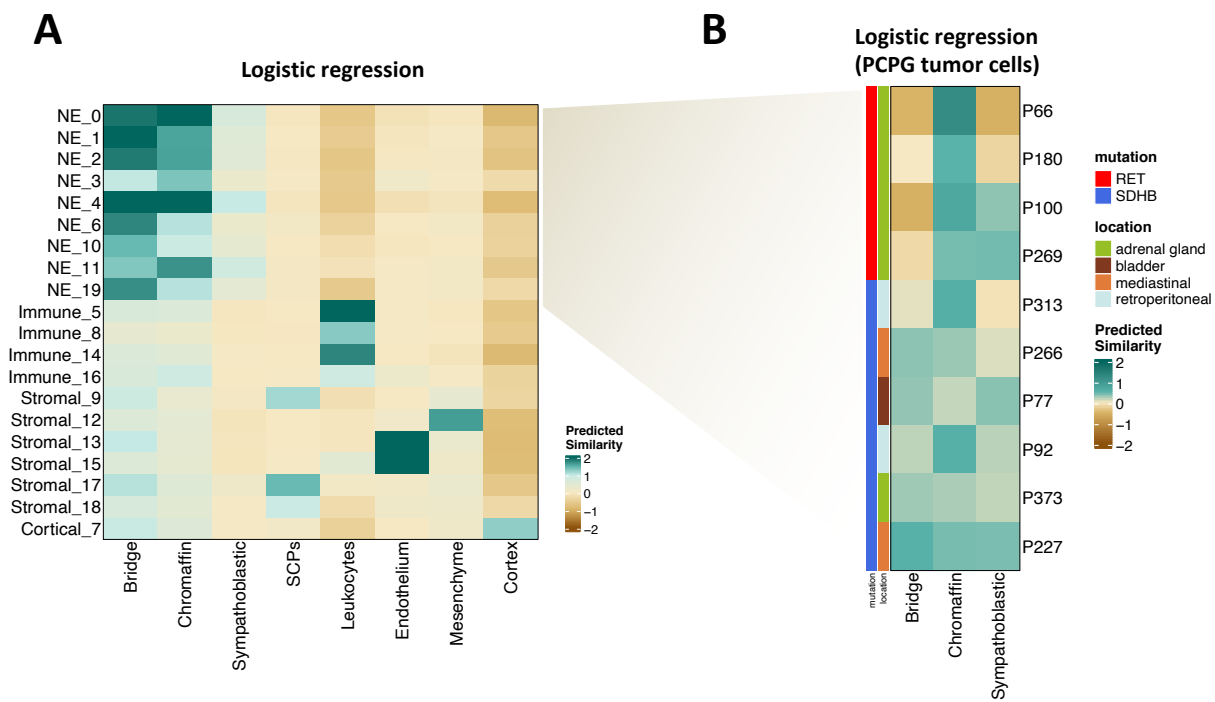 A
B
Logistic regression
Logistic regression
(PCPG tumor cells)
NE_0
NE_1
NE_2
NE_3
NE_4
NE_6
NE_10
NE_11
NE_19
Immune_5
Immune_8
Immune_14
Immune_16
Stromal_9
Stromal_12
Stromal_13
Stromal_15
Stromal_17
Stromal_18
Cortical_7
Bridge
Chromaffin
Sympathoblastic
SCPs
Leukocytes
Endothelium
Mesenchyme
Cortex
Predicted
Similarity
2
1
0
−1
−2
P66
P180
P100
P269
P313
P266
P77
P92
P373
P227
mutation
location
Bridge
Chromaffin
Sympathoblastic
mutation
RET
SDHB
location
adrenal gland
bladder
mediastinal
retroperitoneal
Predicted
Similarity
2
1
0
−1
−2